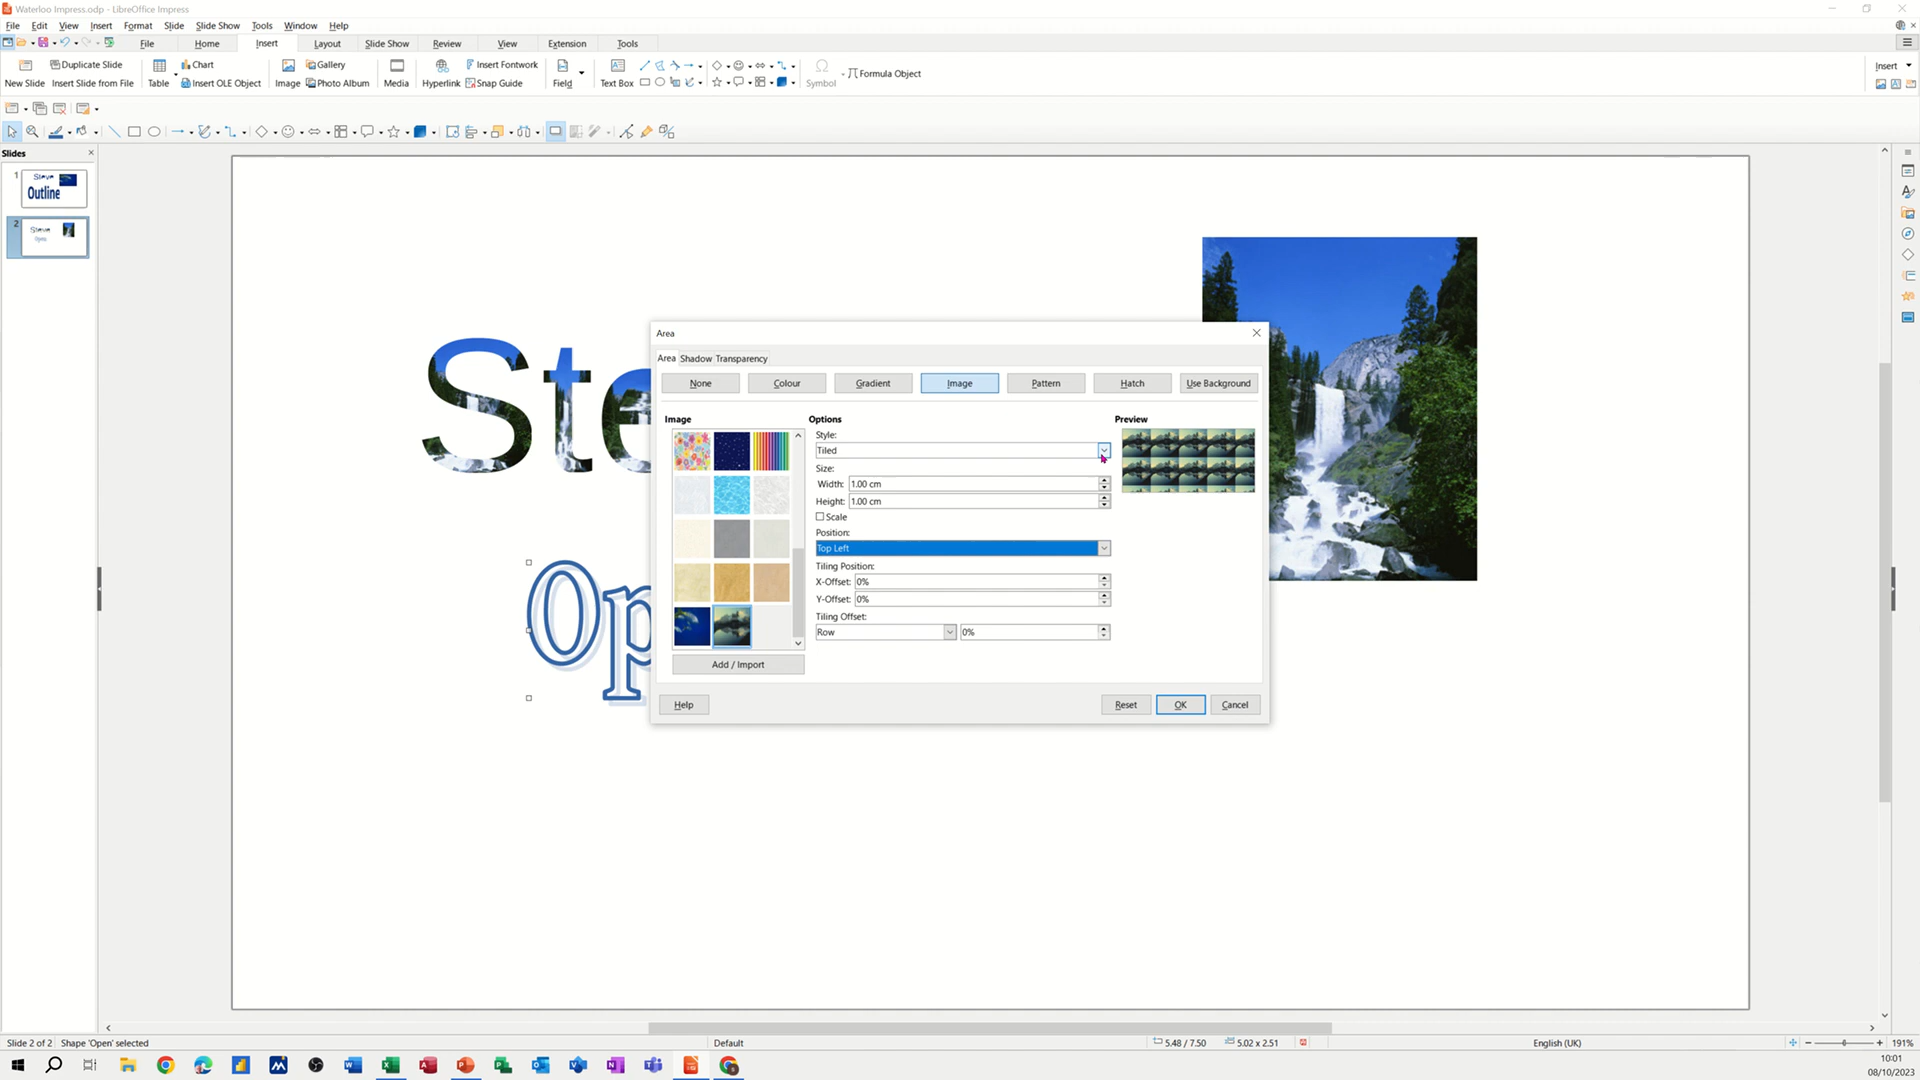 Waterloo Impress.odp - LibreOffice Impress
File Edit View Insert Format Slide Slide Show Tools Window Help
File Home Insert Layout Slide Show Review View Extension Tools
Duplicate Slide Chart Gallery Insert Fontwork Insert
New Slide Insert Slide from File Table Insert OLE Object Image Photo Album Media Hyperlink Snap Guide Field Text Box Symbol Formula Object
Slides
1
Steve
Outline
2
Steve
Open
Ste
Op
Area
Area Shadow Transparency
None Colour Gradient Image Pattern Hatch Use Background
Image Options Preview
Style:
Tiled
Size:
Width: 1.00 cm
Height: 1.00 cm
Scale
Position:
Top Left
Tiling Position:
X-Offset: 0%
Y-Offset: 0%
Tiling Offset:
Row 0%
Add / Import
Help Reset OK Cancel
Slide 2 of 2 Shape 'Open' selected Default 5.48 / 7.50 5.02 x 2.51 English (UK) 191%
10:01
08/10/2023